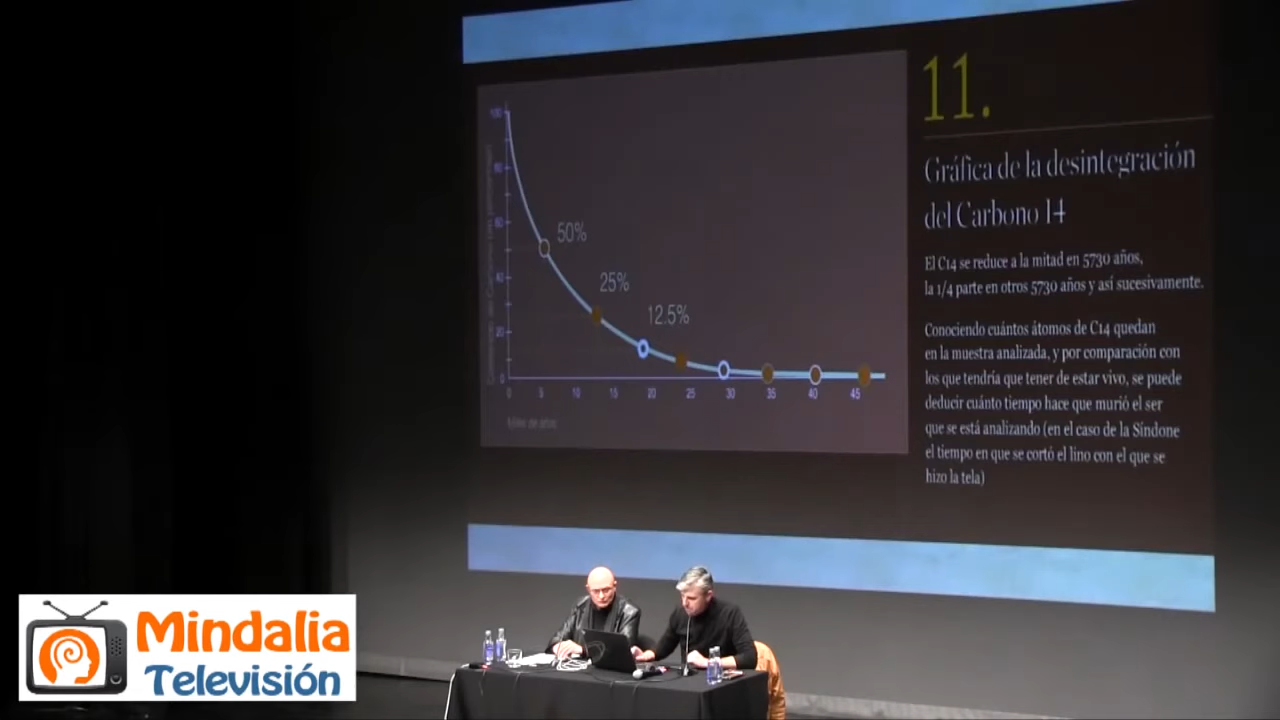 11.
Gráfica de la desintegración
del Carbono 14
El C14 se reduce a la mitad en 5730 años,
la 1/4 parte en otros 5730 años y así sucesivamente.
Conociendo cuántos átomos de C14 quedan
en la muestra analizada, y por comparación con
los que tendría que tener de estar vivo, se puede
deducir cuánto tiempo hace que murió el ser
que se está analizando (en el caso de la Síndone
el tiempo en que se cortó el lino con el que se
hizo la tela)
100
80
60
40
20
0
50%
25%
12.5%
0 5 10 15 20 25 30 35 40 45
Miles de años
Mindalia
Televisión